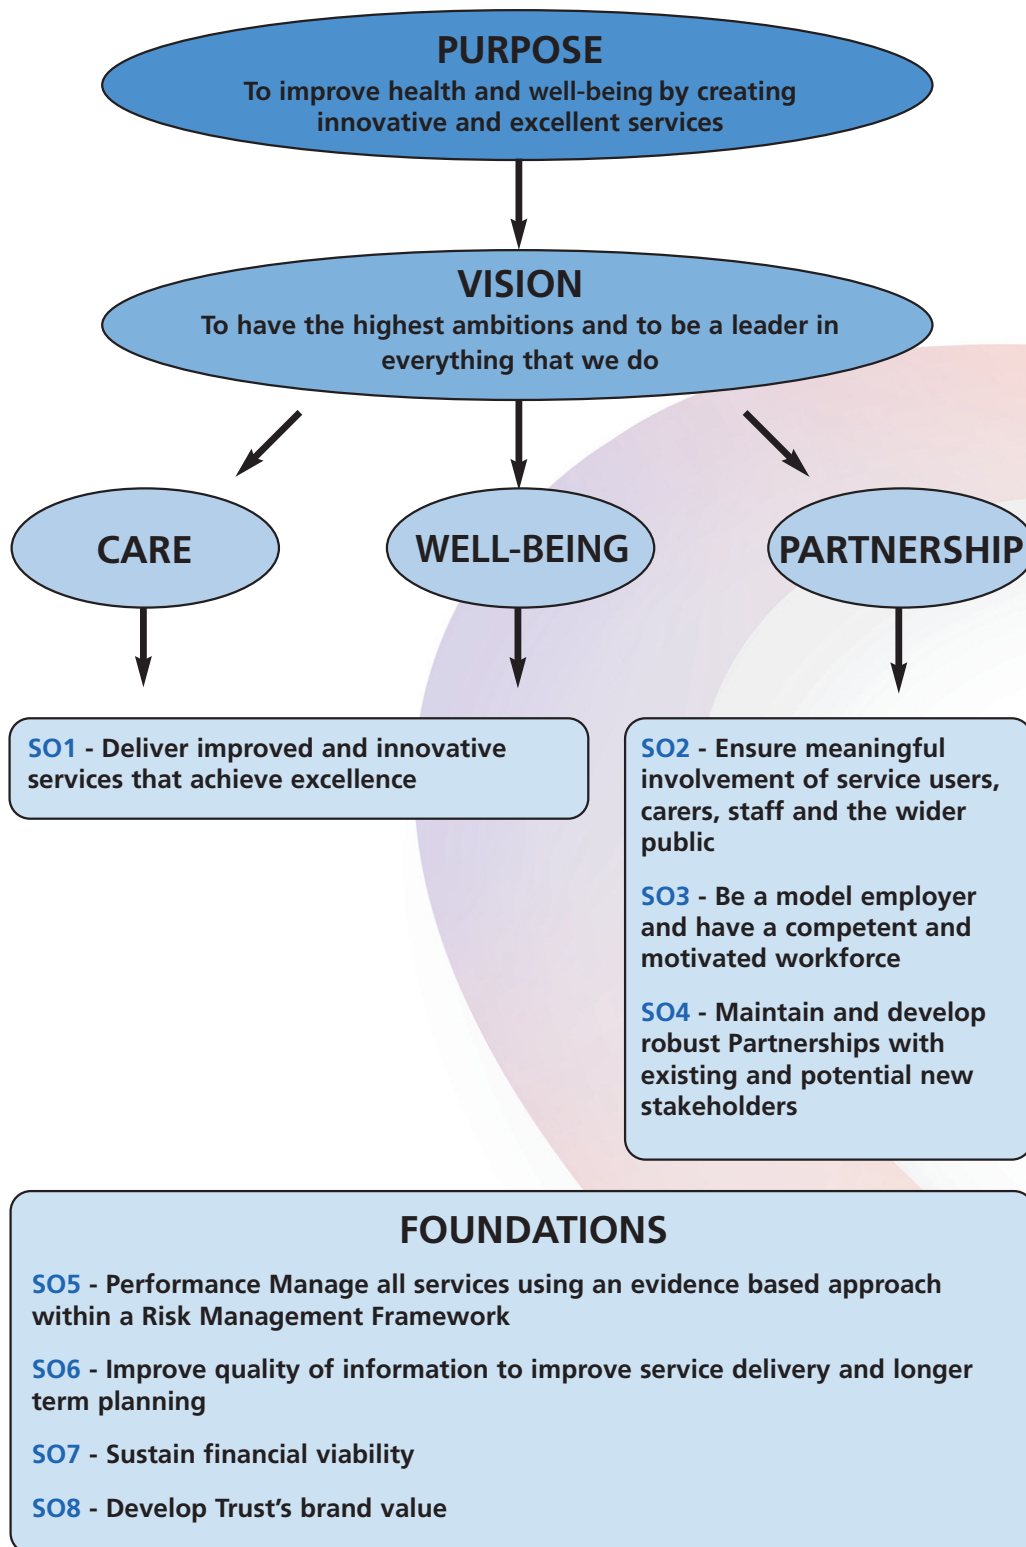 PURPOSE
To improve health and well-being by creating
innovative and excellent services
VISION
To have the highest ambitions and to be a leader in
everything that we do
CARE
WELL-BEING
PARTNERSHIP
SO1 - Deliver improved and innovative
services that achieve excellence
SO2 - Ensure meaningful
involvement of service users,
carers, staff and the wider
public
SO3 - Be a model employer
and have a competent and
motivated workforce
SO4 - Maintain and develop
robust Partnerships with
existing and potential new
stakeholders
FOUNDATIONS
SO5 - Performance Manage all services using an evidence based approach
within a Risk Management Framework
SO6 - Improve quality of information to improve service delivery and longer
term planning
SO7 - Sustain financial viability
SO8 - Develop Trust’s brand value